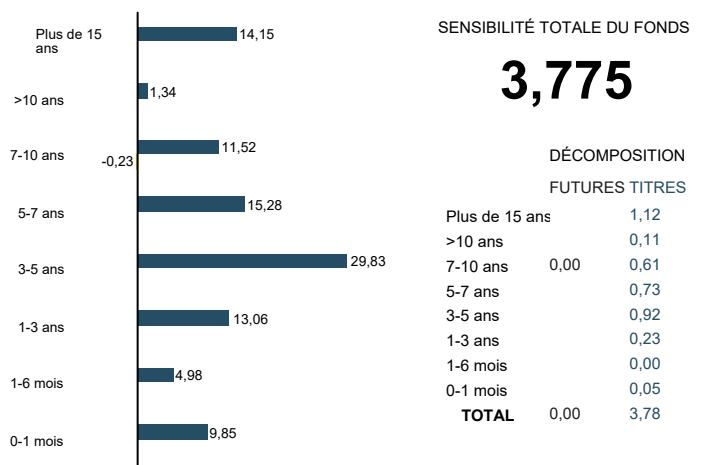 Plus de 15
ans
14,15
>10 ans
1,34
7-10 ans
11,52
-0,23
5-7 ans
15,28
3-5 ans
29,83
1-3 ans
13,06
1-6 mois
4,98
0-1 mois
9,85
SENSIBILITÉ TOTALE DU FONDS
3,775
DÉCOMPOSITION
FUTURES TITRES
Plus de 15 ans 1,12
>10 ans 0,11
7-10 ans 0,00 0,61
5-7 ans 0,73
3-5 ans 0,92
1-3 ans 0,23
1-6 mois 0,00
0-1 mois 0,05
TOTAL 0,00 3,78